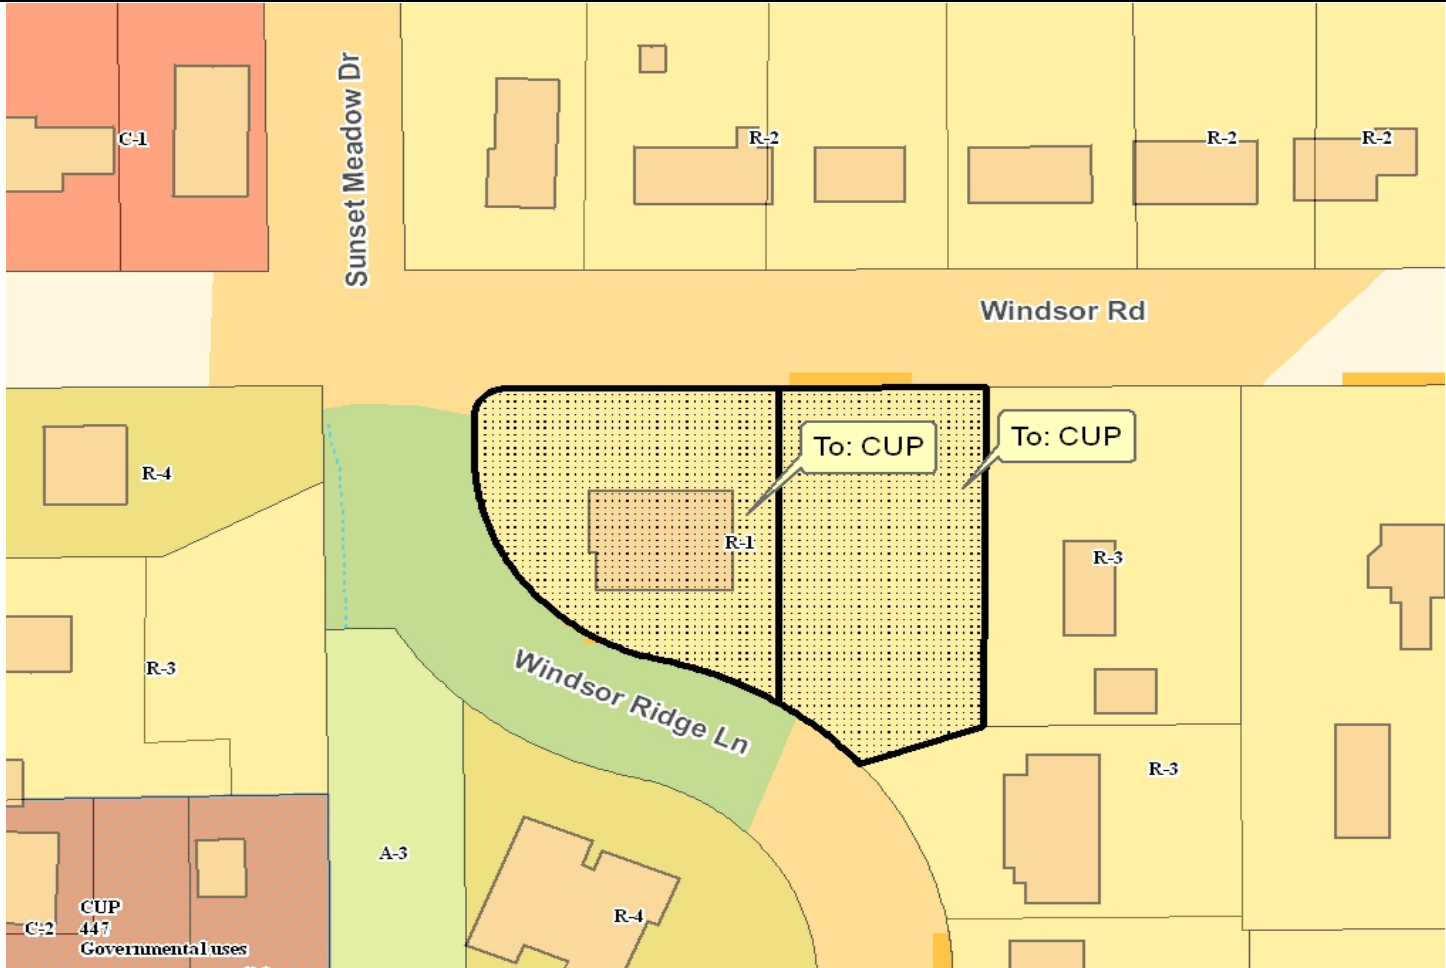 Sunset Meadow Dr
C-1
R-2
R-2
R-2
Windsor Rd
To: CUP
To: CUP
R-4
R-1
R-3
R-3
Windsor Ridge Ln
R-3
A-3
R-4
CUP
C-2
447
Governmental uses